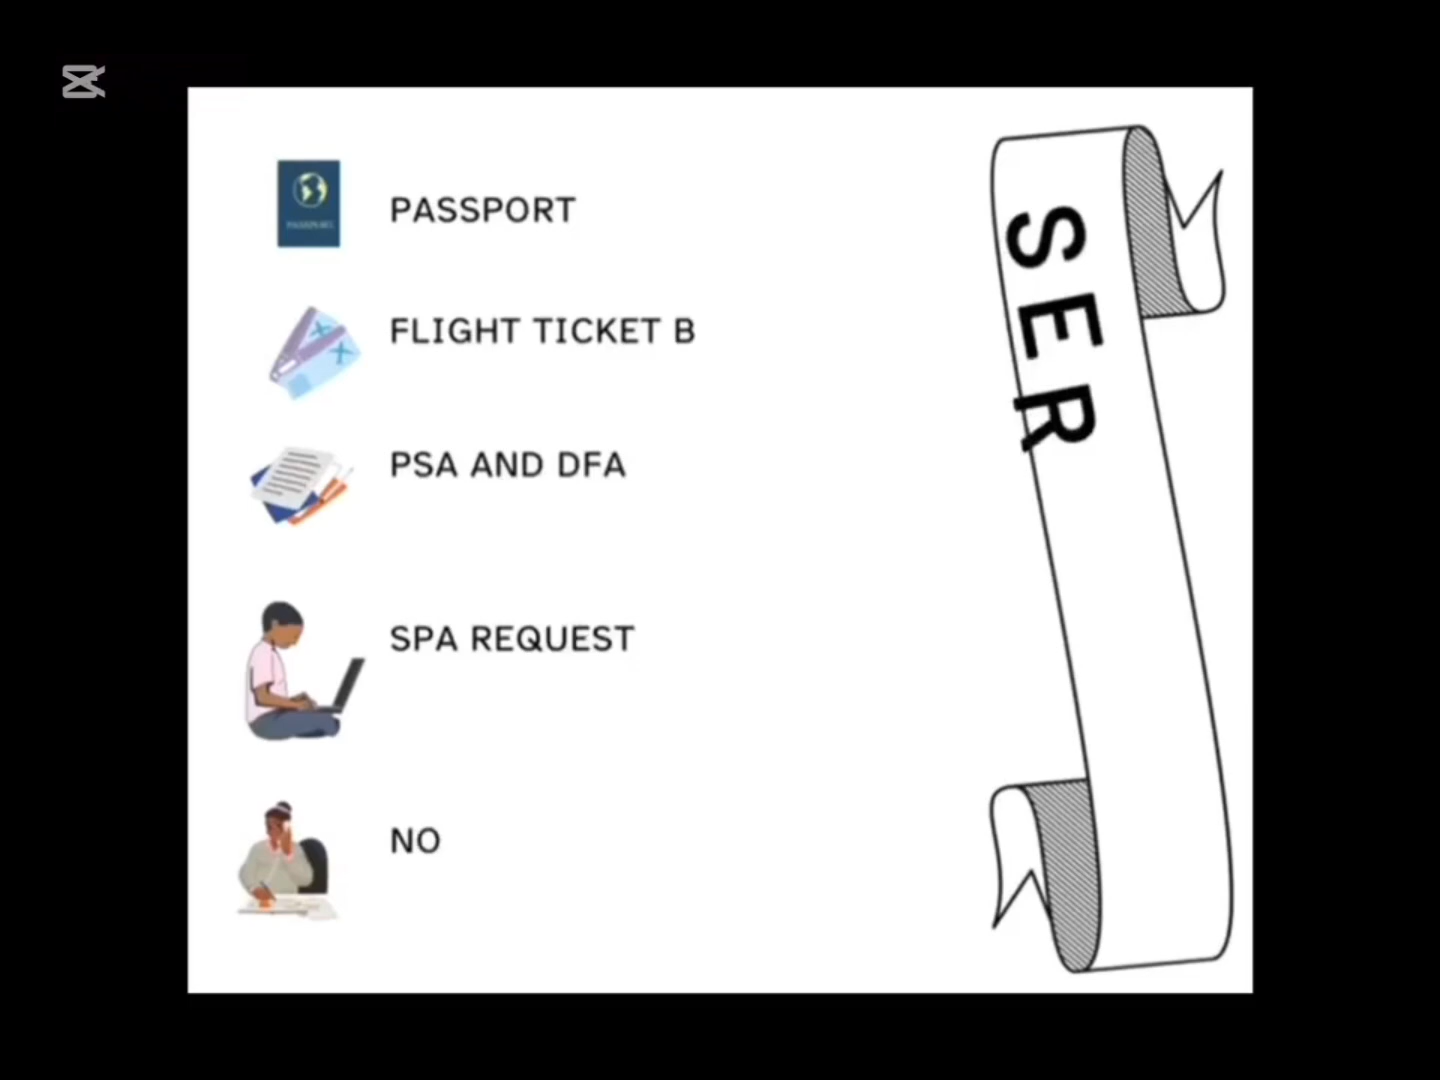 PASSPORT
FLIGHT TICKET B
PSA AND DFA
SPA REQUEST
NO
SER